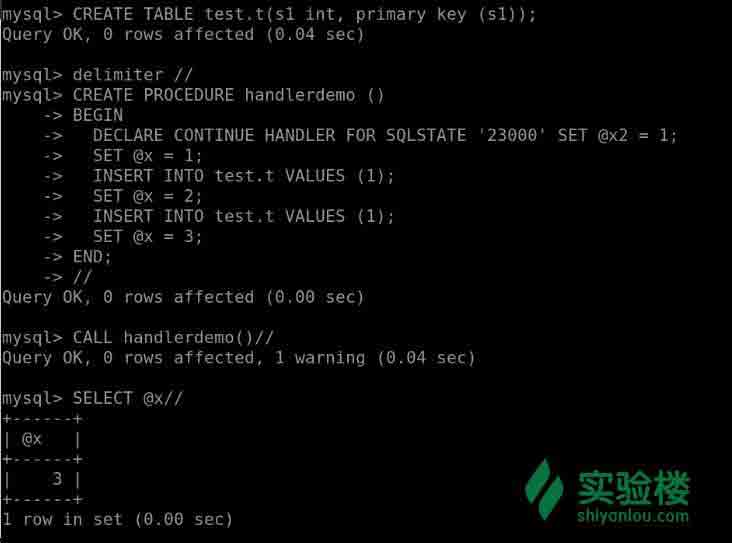 mysql> CREATE TABLE test.t(s1 int, primary key (s1));
Query OK, 0 rows affected (0.04 sec)
mysql> delimiter //
mysql> CREATE PROCEDURE handlerdemo ()
    -> BEGIN
    ->   DECLARE CONTINUE HANDLER FOR SQLSTATE '23000' SET @x2 = 1;
    ->   SET @x = 1;
    ->   INSERT INTO test.t VALUES (1);
    ->   SET @x = 2;
    ->   INSERT INTO test.t VALUES (1);
    ->   SET @x = 3;
    -> END;
    -> //
Query OK, 0 rows affected (0.00 sec)
mysql> CALL handlerdemo()//
Query OK, 0 rows affected, 1 warning (0.04 sec)
mysql> SELECT @x//
+------+
| @x   |
+------+
|    3 |
+------+
1 row in set (0.00 sec)
实验楼
shiyanlou.com